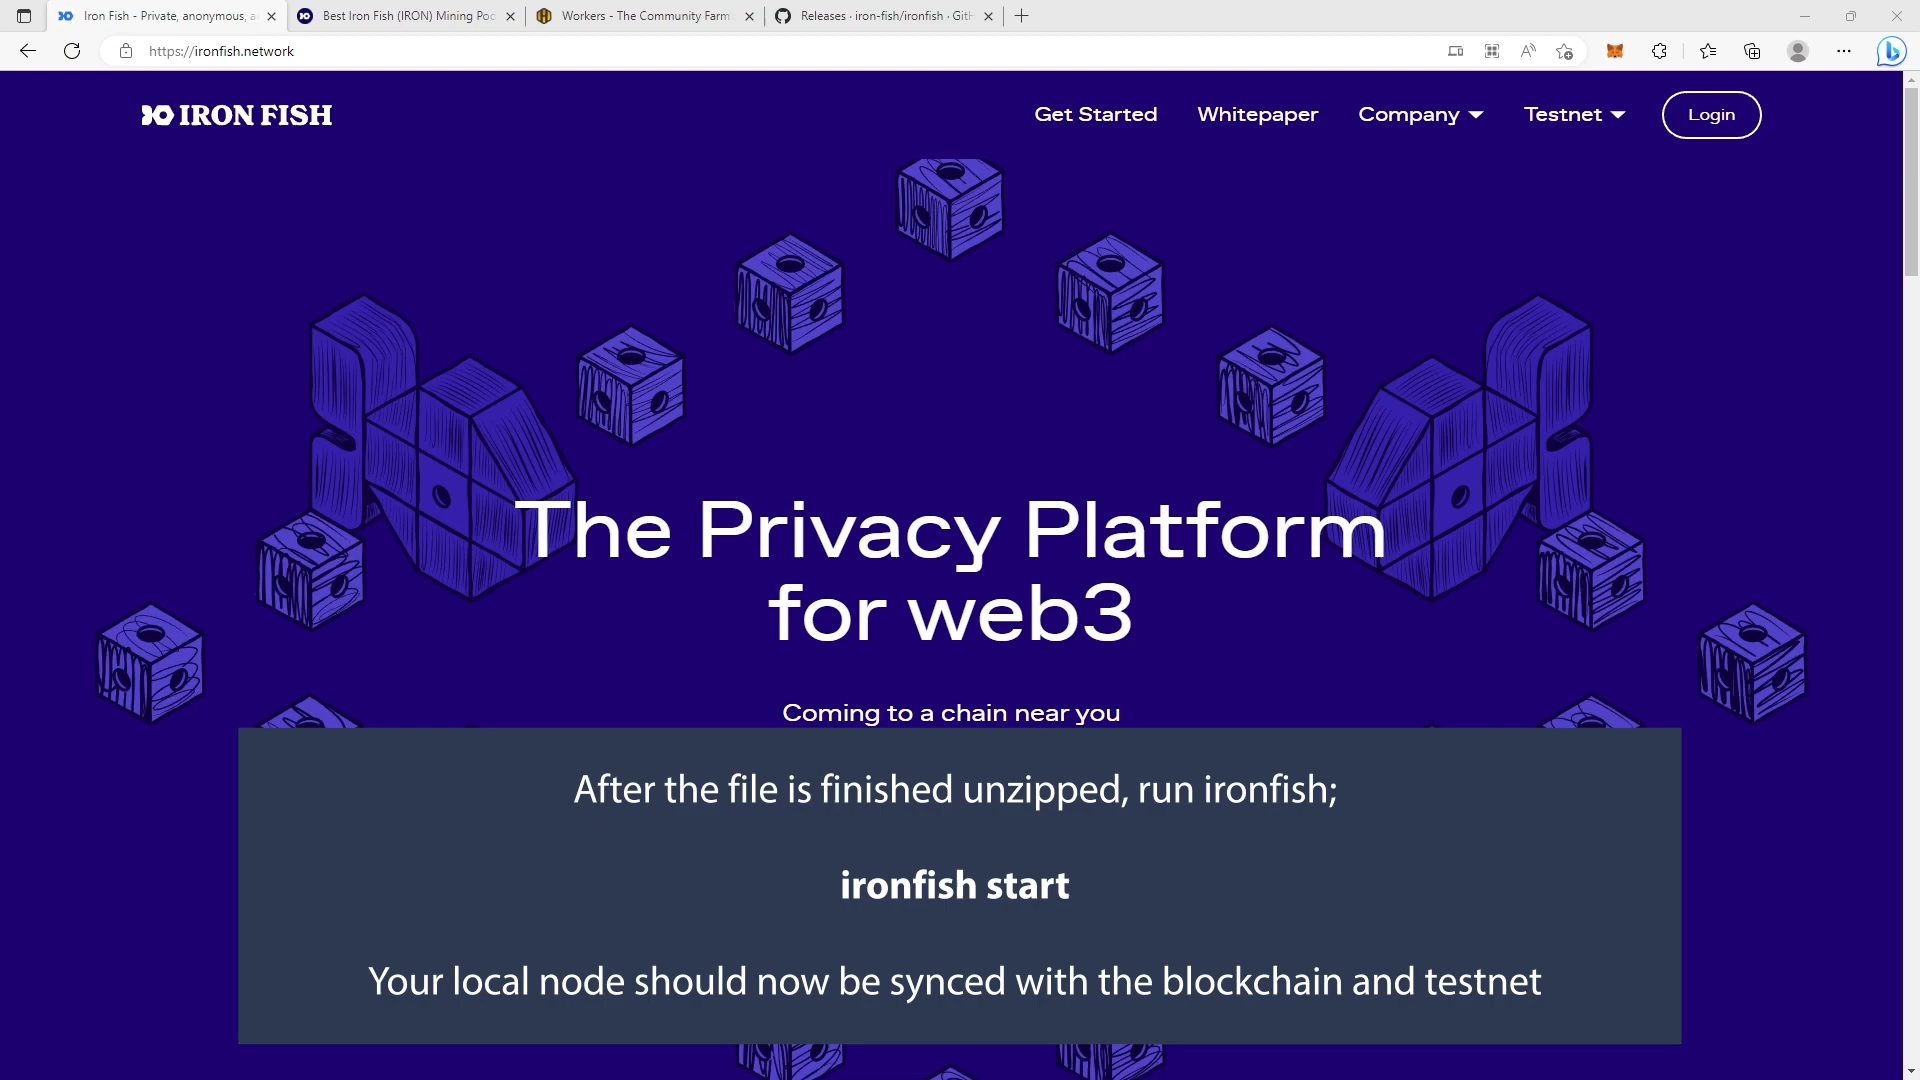 Iron Fish - Private, anonymous, a
Best Iron Fish (IRON) Mining Poo
Workers - The Community Farm
Releases · iron-fish/ironfish · Gith
https://ironfish.network
IRON FISH
Get Started
Whitepaper
Company
Testnet
Login
The Privacy Platform
for web3
Coming to a chain near you
After the file is finished unzipped, run ironfish;
ironfish start
Your local node should now be synced with the blockchain and testnet